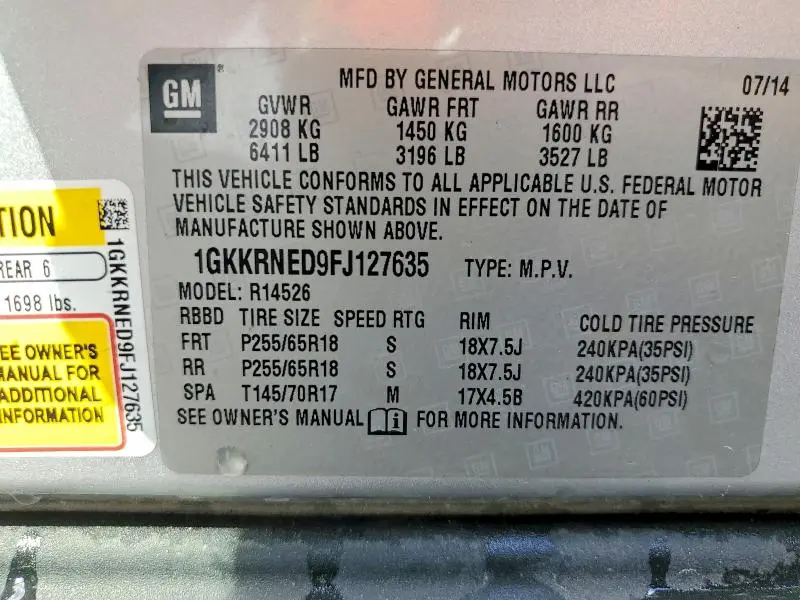 GM
MFD BY GENERAL MOTORS LLC 07/14
GVWR GAWR FRT GAWR RR
2908 KG 1450 KG 1600 KG
6411 LB 3196 LB 3527 LB
THIS VEHICLE CONFORMS TO ALL APPLICABLE U.S. FEDERAL MOTOR
VEHICLE SAFETY STANDARDS IN EFFECT ON THE DATE OF
MANUFACTURE SHOWN ABOVE.
1GKKRNED9FJ127635 TYPE: M.P.V.
MODEL: R14526
RBBD TIRE SIZE SPEED RTG RIM COLD TIRE PRESSURE
FRT P255/65R18 S 18X7.5J 240KPA(35PSI)
RR P255/65R18 S 18X7.5J 240KPA(35PSI)
SPA T145/70R17 M 17X4.5B 420KPA(60PSI)
SEE OWNER'S MANUAL FOR MORE INFORMATION.
TION
REAR 6
1698 lbs.
EE OWNER'S
MANUAL FOR
ADDITIONAL
INFORMATION
1GKKRNED9FJ127635